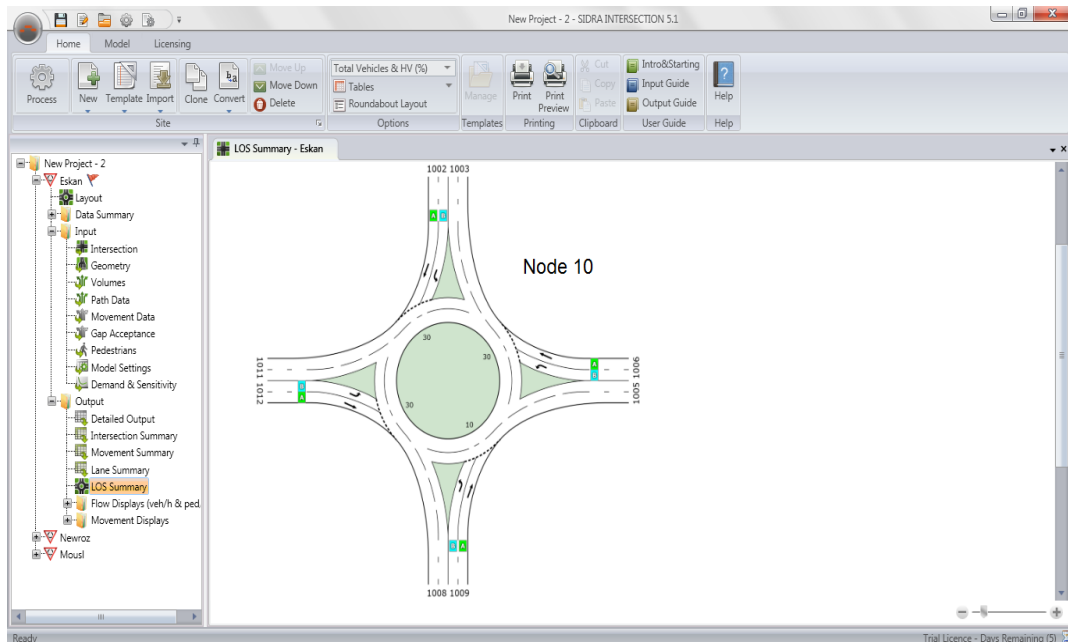 New Project - 2 - SIDRA INTERSECTION 5.1
Home Model Licensing
Process
New
Template
Import
Clone
Convert
Move Up
Move Down
Delete
Site
Total Vehicles & HV (%)
Tables
Roundabout Layout
Options
Manage
Templates
Print
Print Preview
Printing
Cut
Copy
Paste
Clipboard
Intro&Starting
Input Guide
Output Guide
User Guide
Help
Help
New Project - 2
Eskan
Layout
Data Summary
Input
Intersection
Geometry
Volumes
Path Data
Movement Data
Gap Acceptance
Pedestrians
Model Settings
Demand & Sensitivity
Output
Detailed Output
Intersection Summary
Movement Summary
Lane Summary
LOS Summary
Flow Displays (veh/h & ped.
Movement Displays
Newroz
Mousl
LOS Summary - Eskan
1002 1003
A B
Node 10
30
30
30
10
1011 1012
B
A
A
B
1005 1006
B A
1008 1009
Ready
Trial Licence - Days Remaining (5)